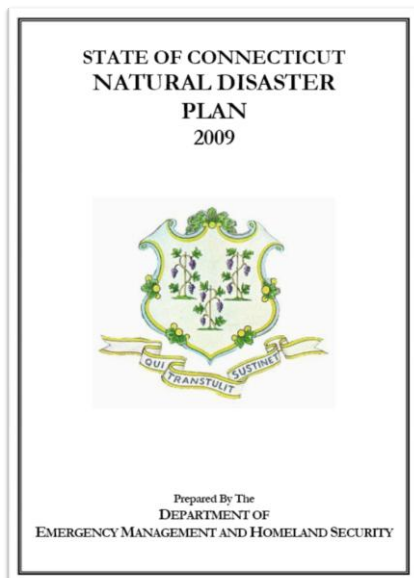 STATE OF CONNECTICUT
NATURAL DISASTER
PLAN
2009
QUI
TRANSTULIT
SUSTINET
Prepared By The
DEPARTMENT OF
EMERGENCY MANAGEMENT AND HOMELAND SECURITY